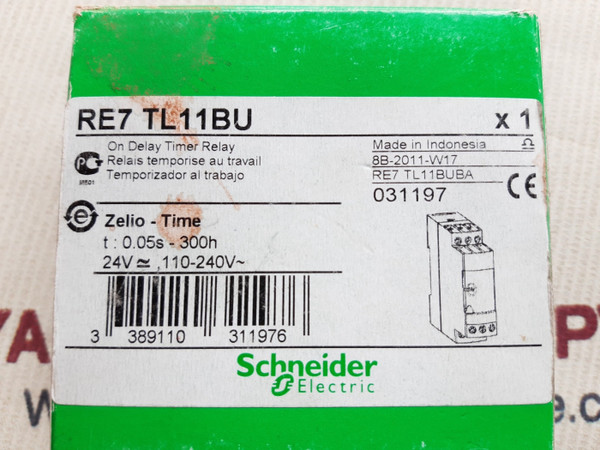 RE7 TL11BU x 1
On Delay Timer Relay
Relais temporise au travail
Temporizador al trabajo
Made in Indonesia
8B-2011-W17
RE7 TL11BUBA
031197
CE
Zelio - Time
t : 0.05s - 300h
24V ≃ ,110-240V~
3 389110 311976
Schneider
Electric